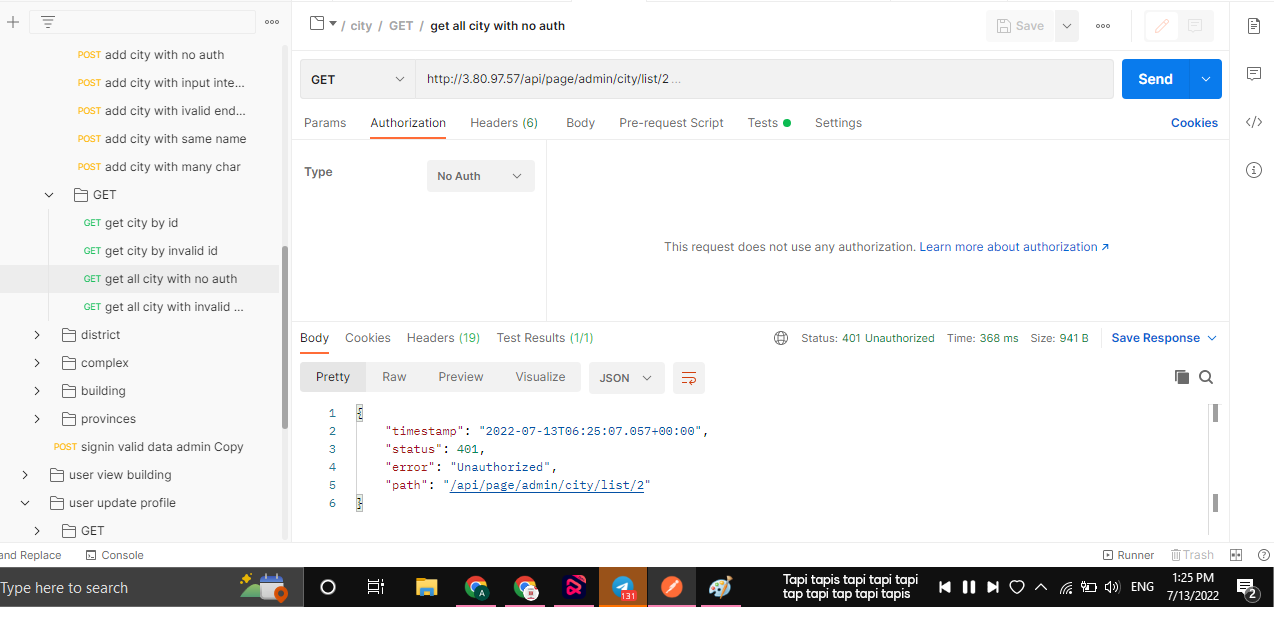 / city / GET / get all city with no auth
Save
POST add city with no auth
POST add city with input inte...
POST add city with ivalid end...
POST add city with same name
POST add city with many char
GET
GET get city by id
GET get city by invalid id
GET get all city with no auth
GET get all city with invalid ...
district
complex
building
provinces
POST signin valid data admin Copy
user view building
user update profile
GET
GET
http://3.80.97.57/api/page/admin/city/list/2 ...
Send
Params Authorization Headers (6) Body Pre-request Script Tests Settings Cookies
Type
No Auth
This request does not use any authorization. Learn more about authorization ↗
Body Cookies Headers (19) Test Results (1/1)
Status: 401 Unauthorized Time: 368 ms Size: 941 B Save Response
Pretty Raw Preview Visualize JSON
1 {
2 "timestamp": "2022-07-13T06:25:07.057+00:00",
3 "status": 401,
4 "error": "Unauthorized",
5 "path": "/api/page/admin/city/list/2"
6 }
and Replace Console Runner Trash
Type here to search
A
131
Tapi tapis tapi tapi tapi
tap tapi tap tapi tapis
ENG
1:25 PM
7/13/2022
2